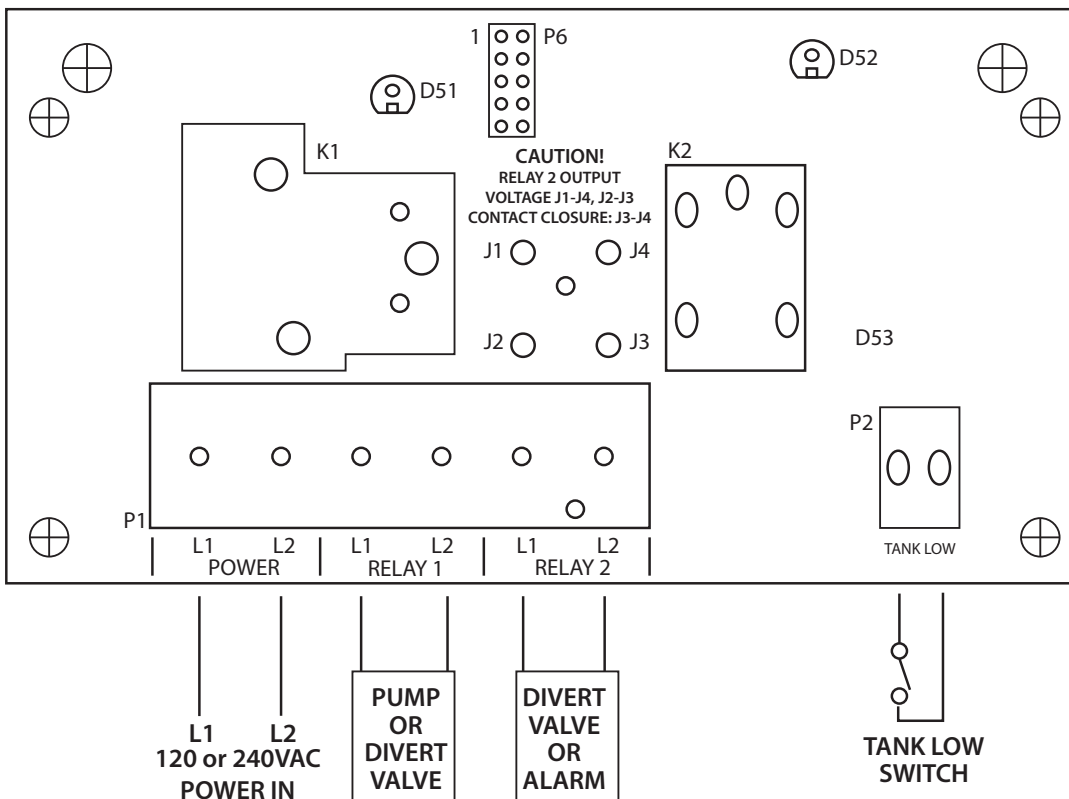 1 P6
D51
D52
K1
CAUTION!
RELAY 2 OUTPUT
VOLTAGE J1-J4, J2-J3
CONTACT CLOSURE: J3-J4
K2
J1 J4
J2 J3
D53
P2
P1
L1 L2 L1 L2 L1 L2
POWER RELAY 1 RELAY 2
TANK LOW
L1 L2
120 or 240VAC
POWER IN
PUMP
OR
DIVERT
VALVE
DIVERT
VALVE
OR
ALARM
TANK LOW
SWITCH